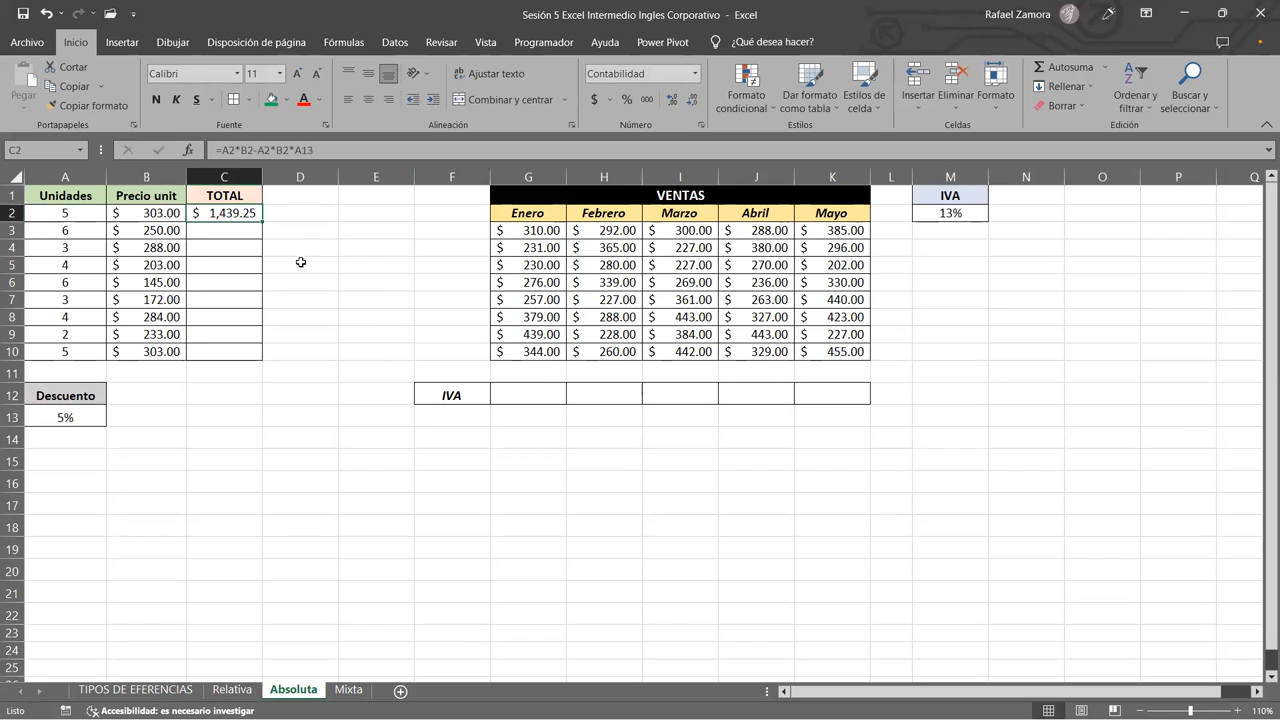 Sesión 5 Excel Intermedio Ingles Corporativo - Excel
Rafael Zamora
Archivo Inicio Insertar Dibujar Disposición de página Fórmulas Datos Revisar Vista Programador Ayuda Power Pivot ¿Qué desea hacer?
Pegar
Cortar
Copiar
Copiar formato
Portapapeles
Calibri 11
N K S
Fuente
Ajustar texto
Combinar y centrar
Alineación
Contabilidad
$ % 000
Número
Formato condicional
Dar formato como tabla
Estilos de celda
Estilos
Insertar Eliminar Formato
Celdas
Autosuma
Rellenar
Borrar
Ordenar y filtrar
Buscar y seleccionar
Edición
C2 fx =A2*B2-A2*B2*A13
A B C D E F G H I J K L M N O P Q
1 Unidades Precio unit TOTAL VENTAS IVA
2 5 $ 303.00 $ 1,439.25 Enero Febrero Marzo Abril Mayo 13%
3 6 $ 250.00 $ 310.00 $ 292.00 $ 300.00 $ 288.00 $ 385.00
4 3 $ 288.00 $ 231.00 $ 365.00 $ 227.00 $ 380.00 $ 296.00
5 4 $ 203.00 $ 230.00 $ 280.00 $ 227.00 $ 270.00 $ 202.00
6 6 $ 145.00 $ 276.00 $ 339.00 $ 269.00 $ 236.00 $ 330.00
7 3 $ 172.00 $ 257.00 $ 227.00 $ 361.00 $ 263.00 $ 440.00
8 4 $ 284.00 $ 379.00 $ 288.00 $ 443.00 $ 327.00 $ 423.00
9 2 $ 233.00 $ 439.00 $ 228.00 $ 384.00 $ 443.00 $ 227.00
10 5 $ 303.00 $ 344.00 $ 260.00 $ 442.00 $ 329.00 $ 455.00
11
12 Descuento IVA
13 5%
14
15
16
17
18
19
20
21
22
23
24
25
TIPOS DE EFERENCIAS Relativa Absoluta Mixta
Listo Accesibilidad: es necesario investigar 110%